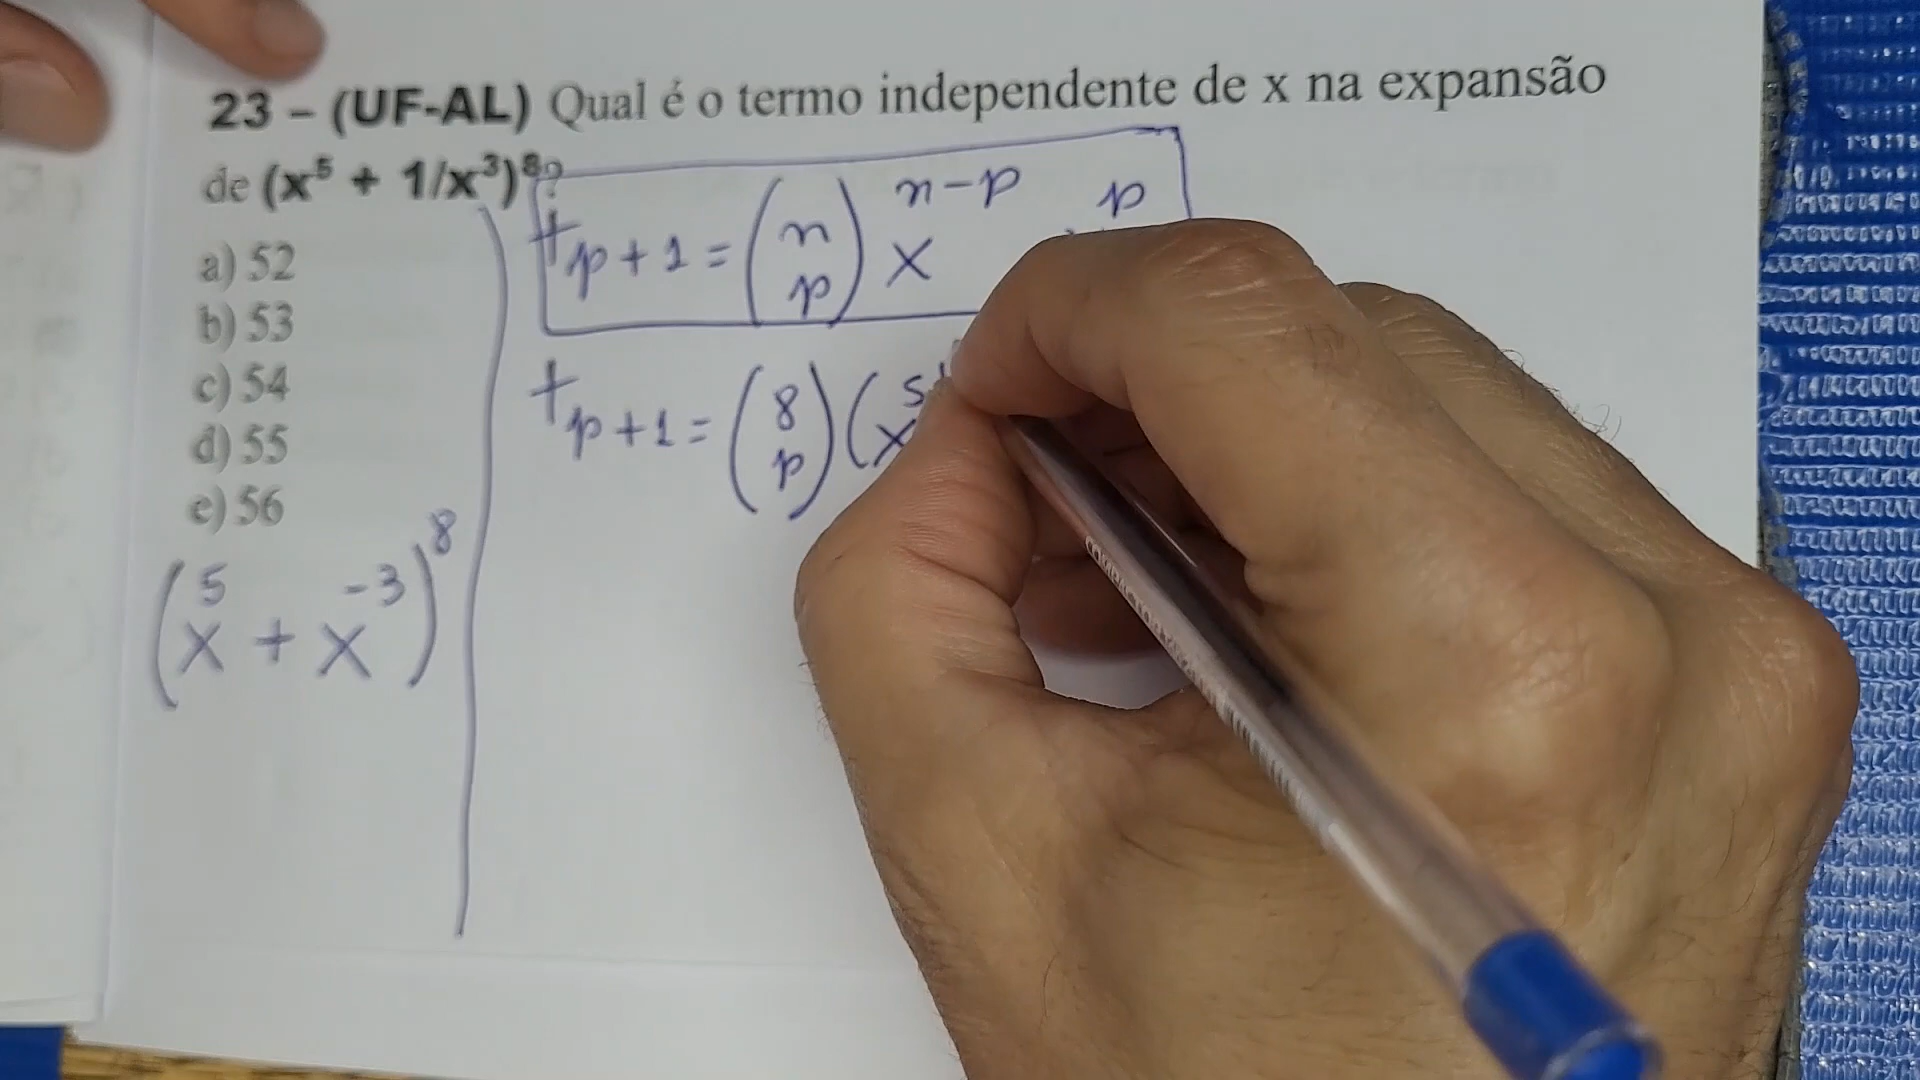 23 – (UF-AL) Qual é o termo independente de x na expansão
de (x⁵ + 1/x³)⁸?
a) 52
b) 53
c) 54
d) 55
e) 56
(x⁵ + x⁻³)⁸
tp+1 = (n p) x n-p p
tp+1 = (8 p) (x⁵